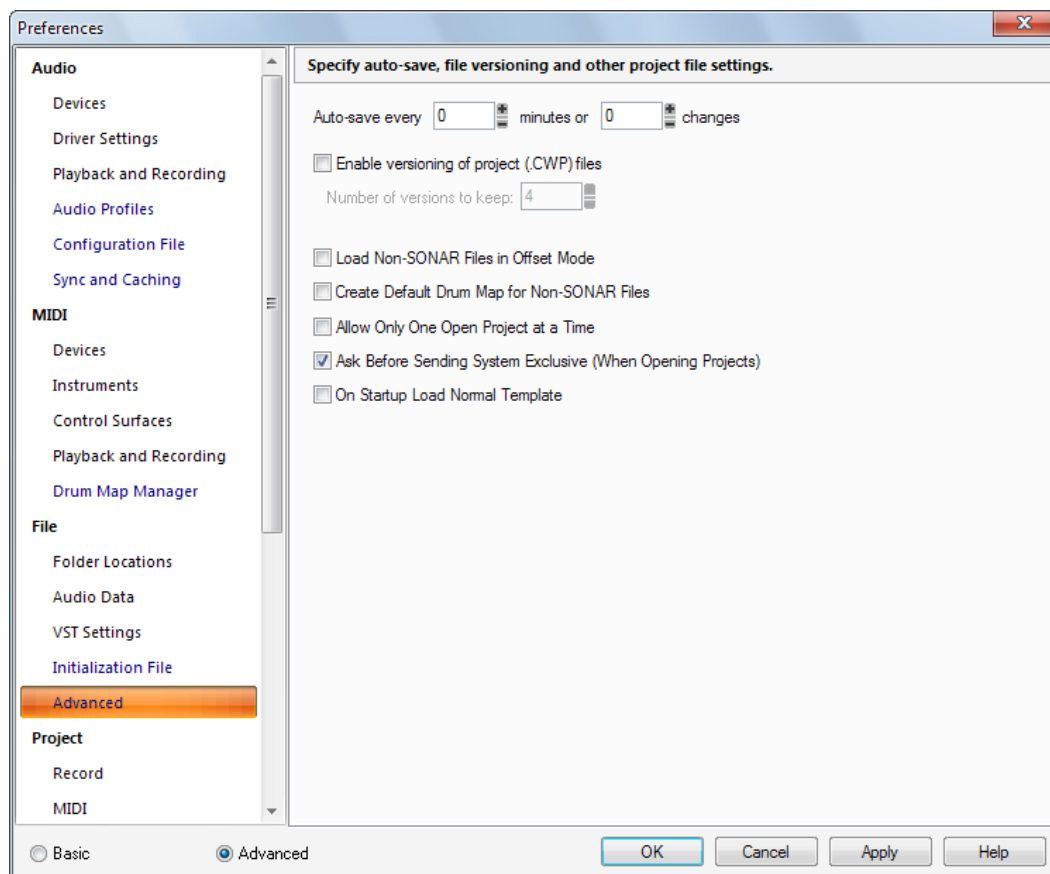 Preferences
X
Audio
Devices
Driver Settings
Playback and Recording
Audio Profiles
Configuration File
Sync and Caching
MIDI
Devices
Instruments
Control Surfaces
Playback and Recording
Drum Map Manager
File
Folder Locations
Audio Data
VST Settings
Initialization File
Advanced
Project
Record
MIDI
Specify auto-save, file versioning and other project file settings.
Auto-save every 0 minutes or 0 changes
Enable versioning of project (.CWP) files
Number of versions to keep: 4
Load Non-SONAR Files in Offset Mode
Create Default Drum Map for Non-SONAR Files
Allow Only One Open Project at a Time
Ask Before Sending System Exclusive (When Opening Projects)
On Startup Load Normal Template
Basic Advanced OK Cancel Apply Help